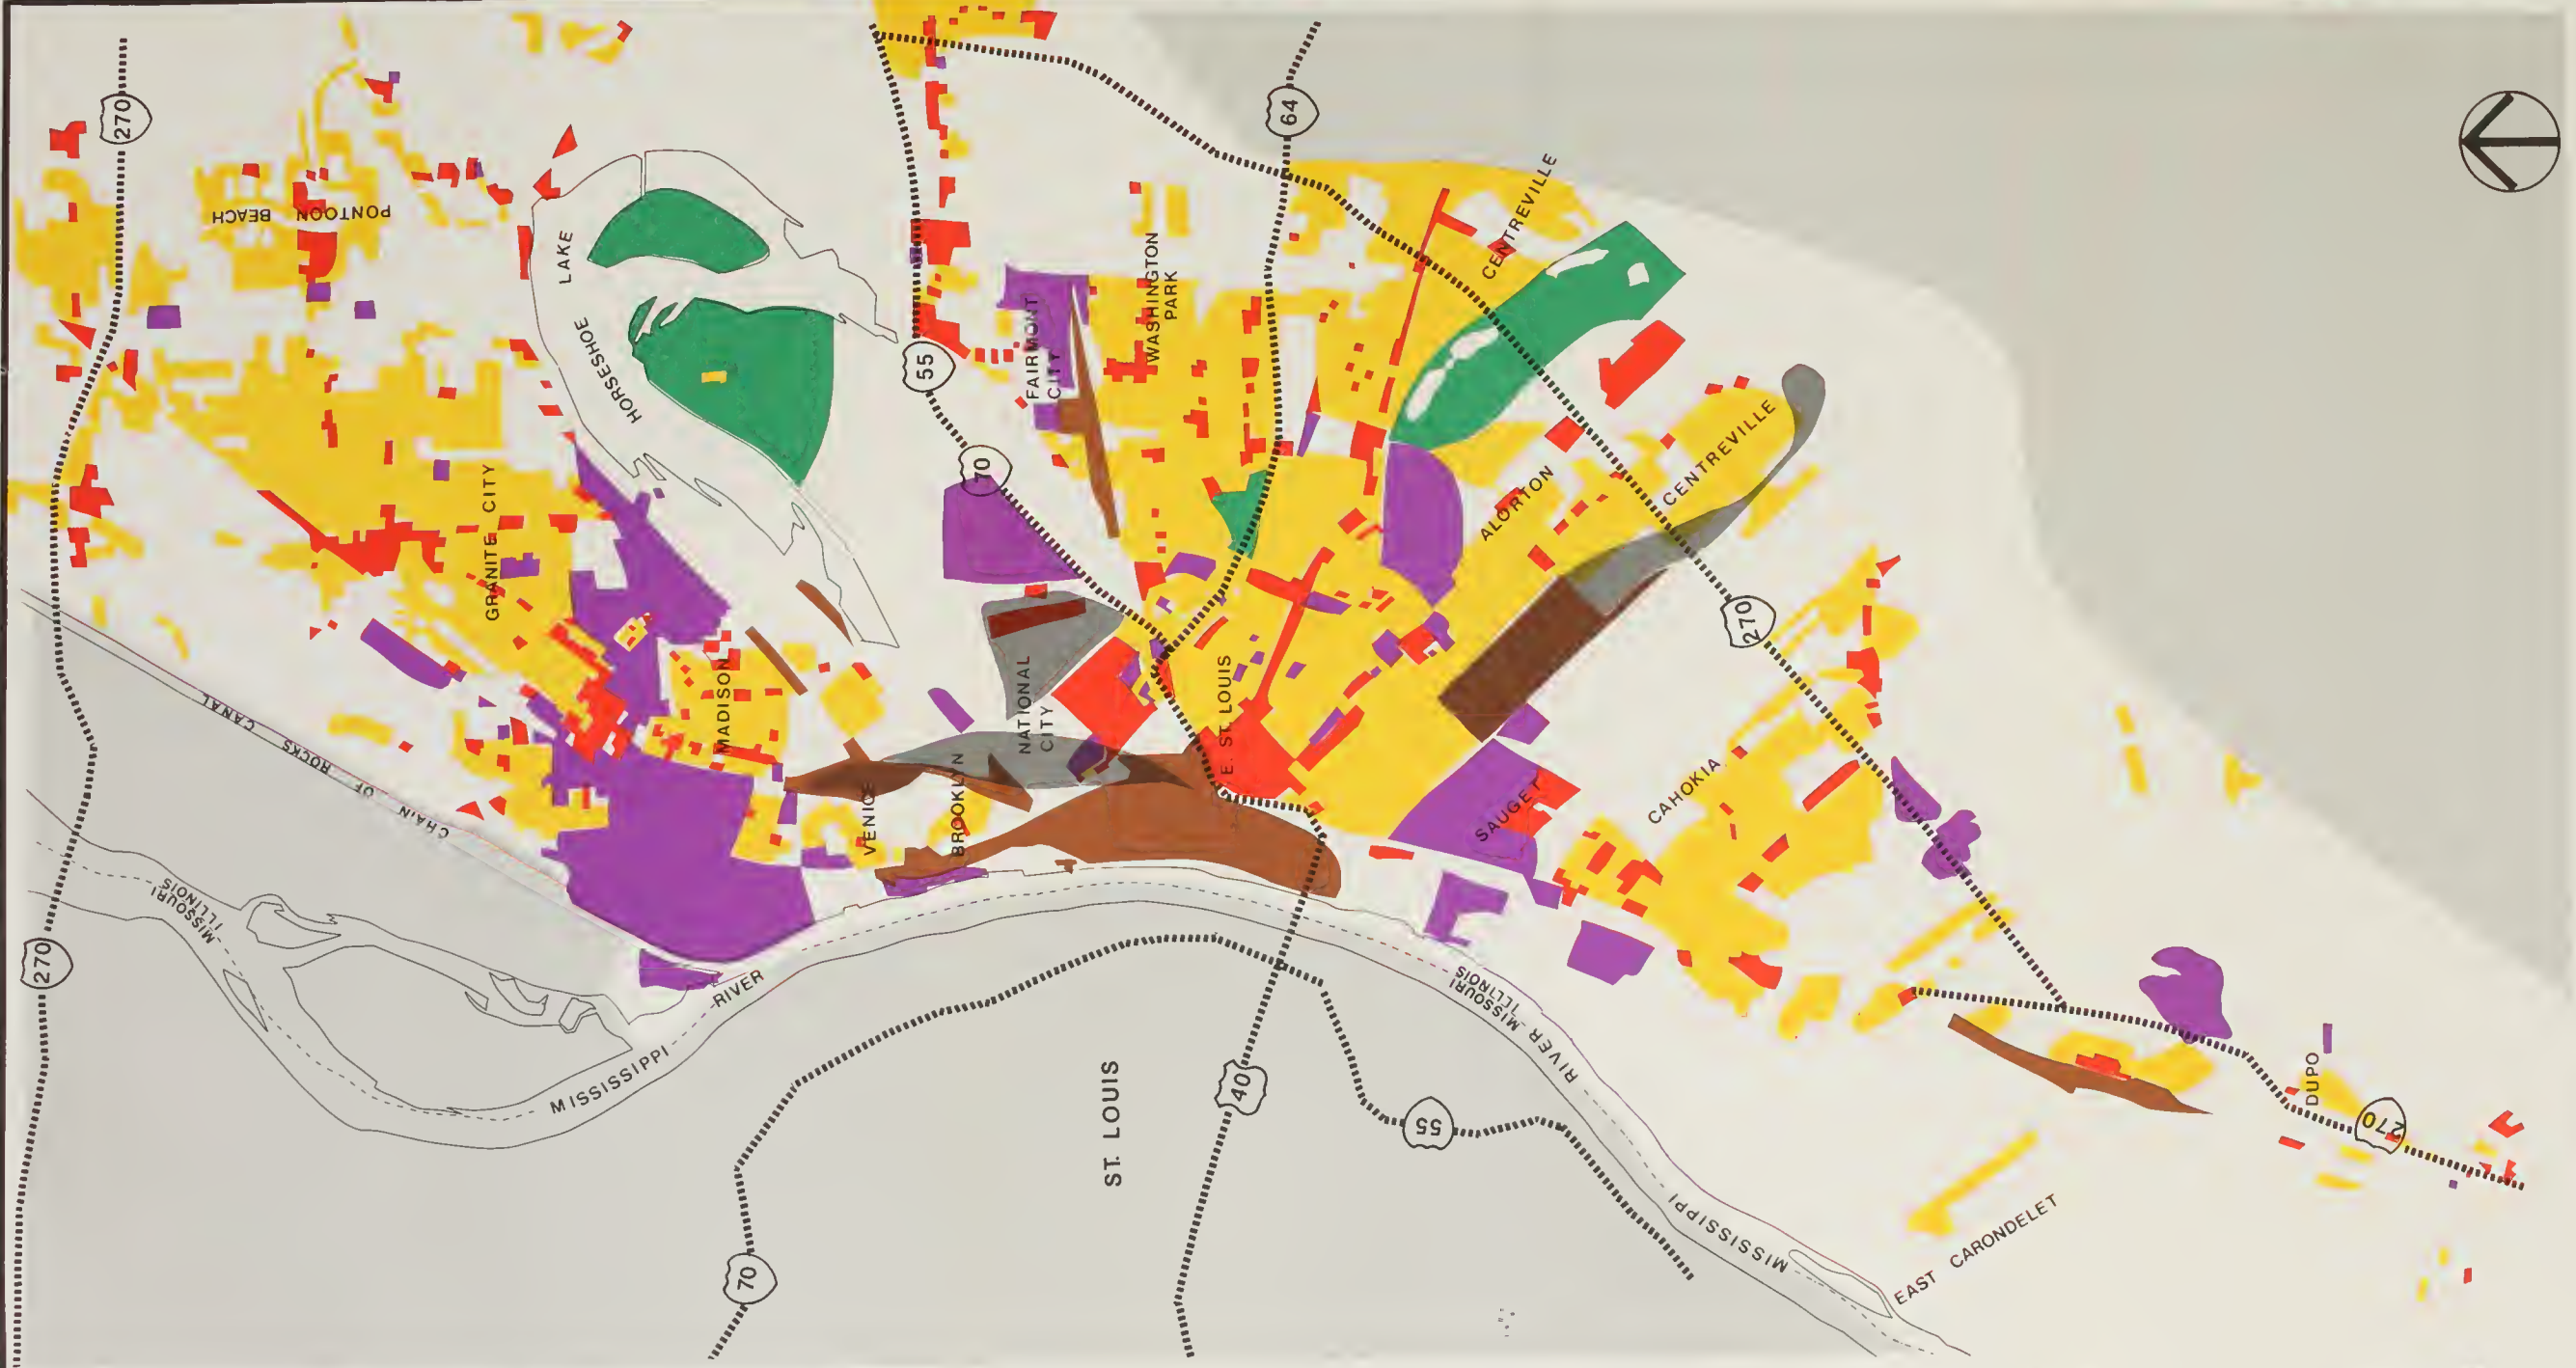 270
PONTOON
BEACH
LAKE
HORSESHOE
GRANITE CITY
CHAIN OF ROCKS CANAL
MISSOURI
ILLINOIS
270
MADISON
VENICE
BROOKLYN
NATIONAL
CITY
55
70
FAIRMONT
CITY
WASHINGTON
PARK
64
CENTREVILLE
ALORTON
CENTREVILLE
E. ST. LOUIS
SAUGET
CAHOKIA
270
MISSISSIPPI RIVER
ST. LOUIS
70
40
55
MISSOURI
ILLINOIS
MISSISSIPPI RIVER
EAST CARONDELET
DUPO
270